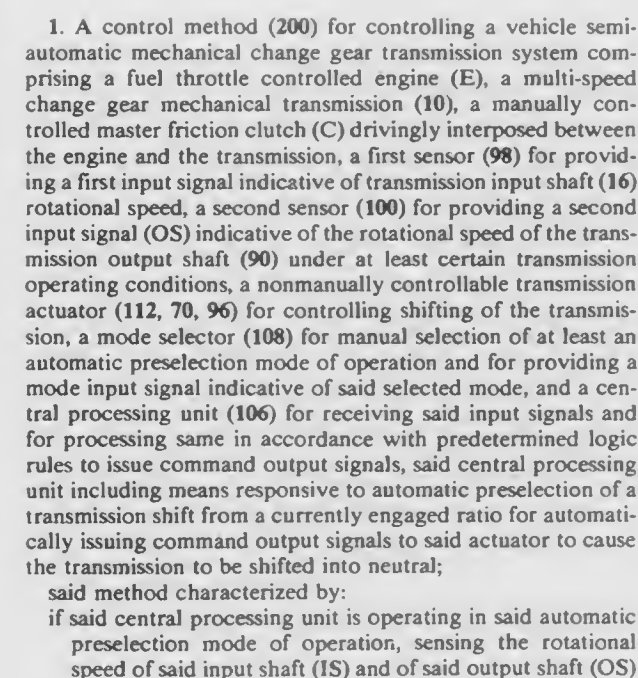 1. A control method (200) for controlling a vehicle semi-
automatic mechanical change gear transmission system com-
prising a fuel throttle controlled engine (E), a multi-speed
change gear mechanical transmission (10), a manually con-
trolled master friction clutch (C) drivingly interposed between
the engine and the transmission, a first sensor (98) for provid-
ing a first input signal indicative of transmission input shaft (16)
rotational speed, a second sensor (100) for providing a second
input signal (OS) indicative of the rotational speed of the trans-
mission output shaft (90) under at least certain transmission
operating conditions, a nonmanually controllable transmission
actuator (112, 70, 96) for controlling shifting of the transmis-
sion, a mode selector (108) for manual selection of at least an
automatic preselection mode of operation and for providing a
mode input signal indicative of said selected mode, and a cen-
tral processing unit (106) for receiving said input signals and
for processing same in accordance with predetermined logic
rules to issue command output signals, said central processing
unit including means responsive to automatic preselection of a
transmission shift from a currently engaged ratio for automati-
cally issuing command output signals to said actuator to cause
the transmission to be shifted into neutral;
said method characterized by:
if said central processing unit is operating in said automatic
preselection mode of operation, sensing the rotational
speed of said input shaft (IS) and of said output shaft (OS)